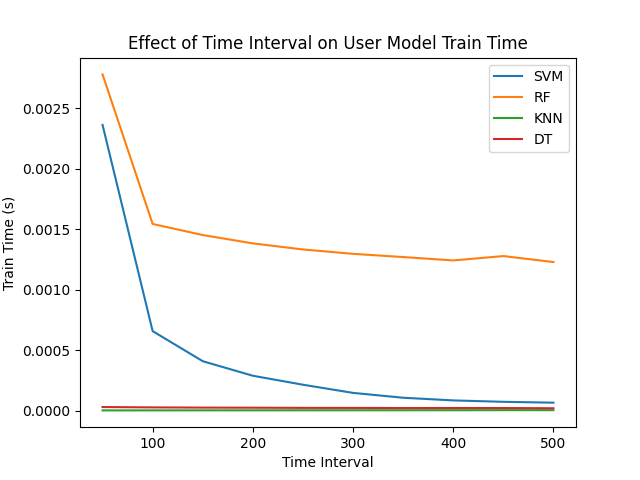 Effect of Time Interval on User Model Train Time
SVM
RF
KNN
DT
Train Time (s)
0.0025
0.0020
0.0015
0.0010
0.0005
0.0000
100
200
300
400
500
Time Interval